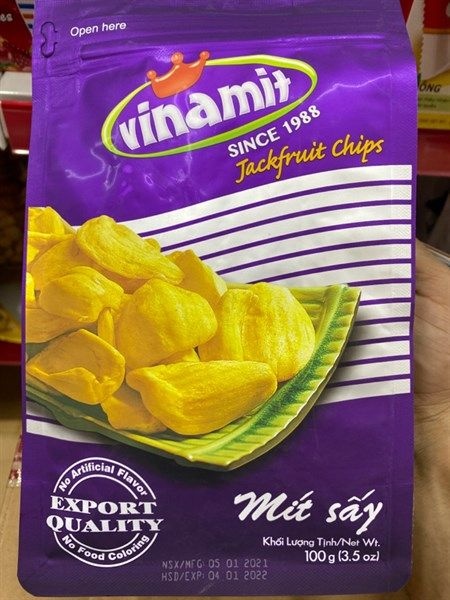 Open here
vinamit
SINCE 1988
Jackfruit Chips
No Artificial Flavor
EXPORT
QUALITY
No Food Coloring
Mít sấy
Khối Lượng Tịnh/Net Wt.
100 g (3.5 oz)
NSX/MFG: 05 01 2021
HSD/EXP: 04 01 2022